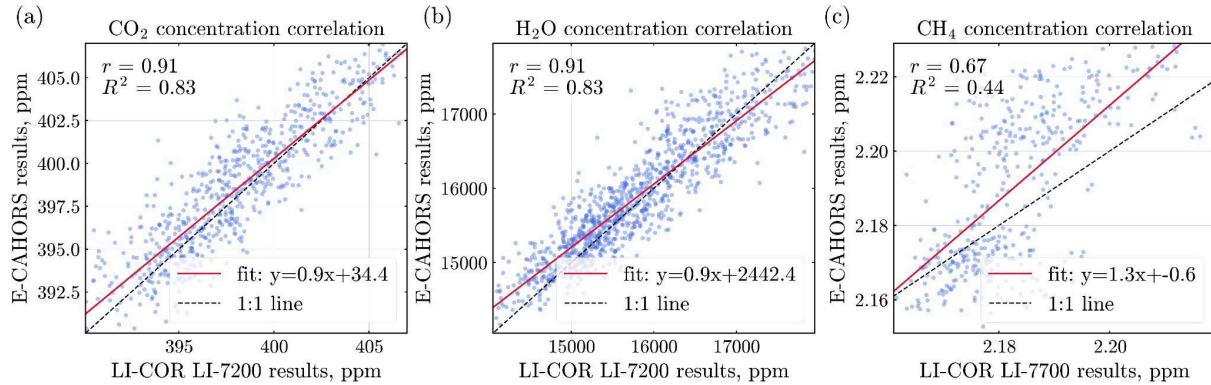 (a)
CO₂ concentration correlation
r = 0.91
R² = 0.83
E-CAHORS results, ppm
405.0
402.5
400.0
397.5
395.0
392.5
fit: y=0.9x+34.4
1:1 line
395 400 405
LI-COR LI-7200 results, ppm
(b)
H₂O concentration correlation
r = 0.91
R² = 0.83
E-CAHORS results, ppm
17000
16000
15000
fit: y=0.9x+2442.4
1:1 line
15000 16000 17000
LI-COR LI-7200 results, ppm
(c)
CH₄ concentration correlation
r = 0.67
R² = 0.44
E-CAHORS results, ppm
2.22
2.20
2.18
2.16
fit: y=1.3x+-0.6
1:1 line
2.18 2.20
LI-COR LI-7700 results, ppm